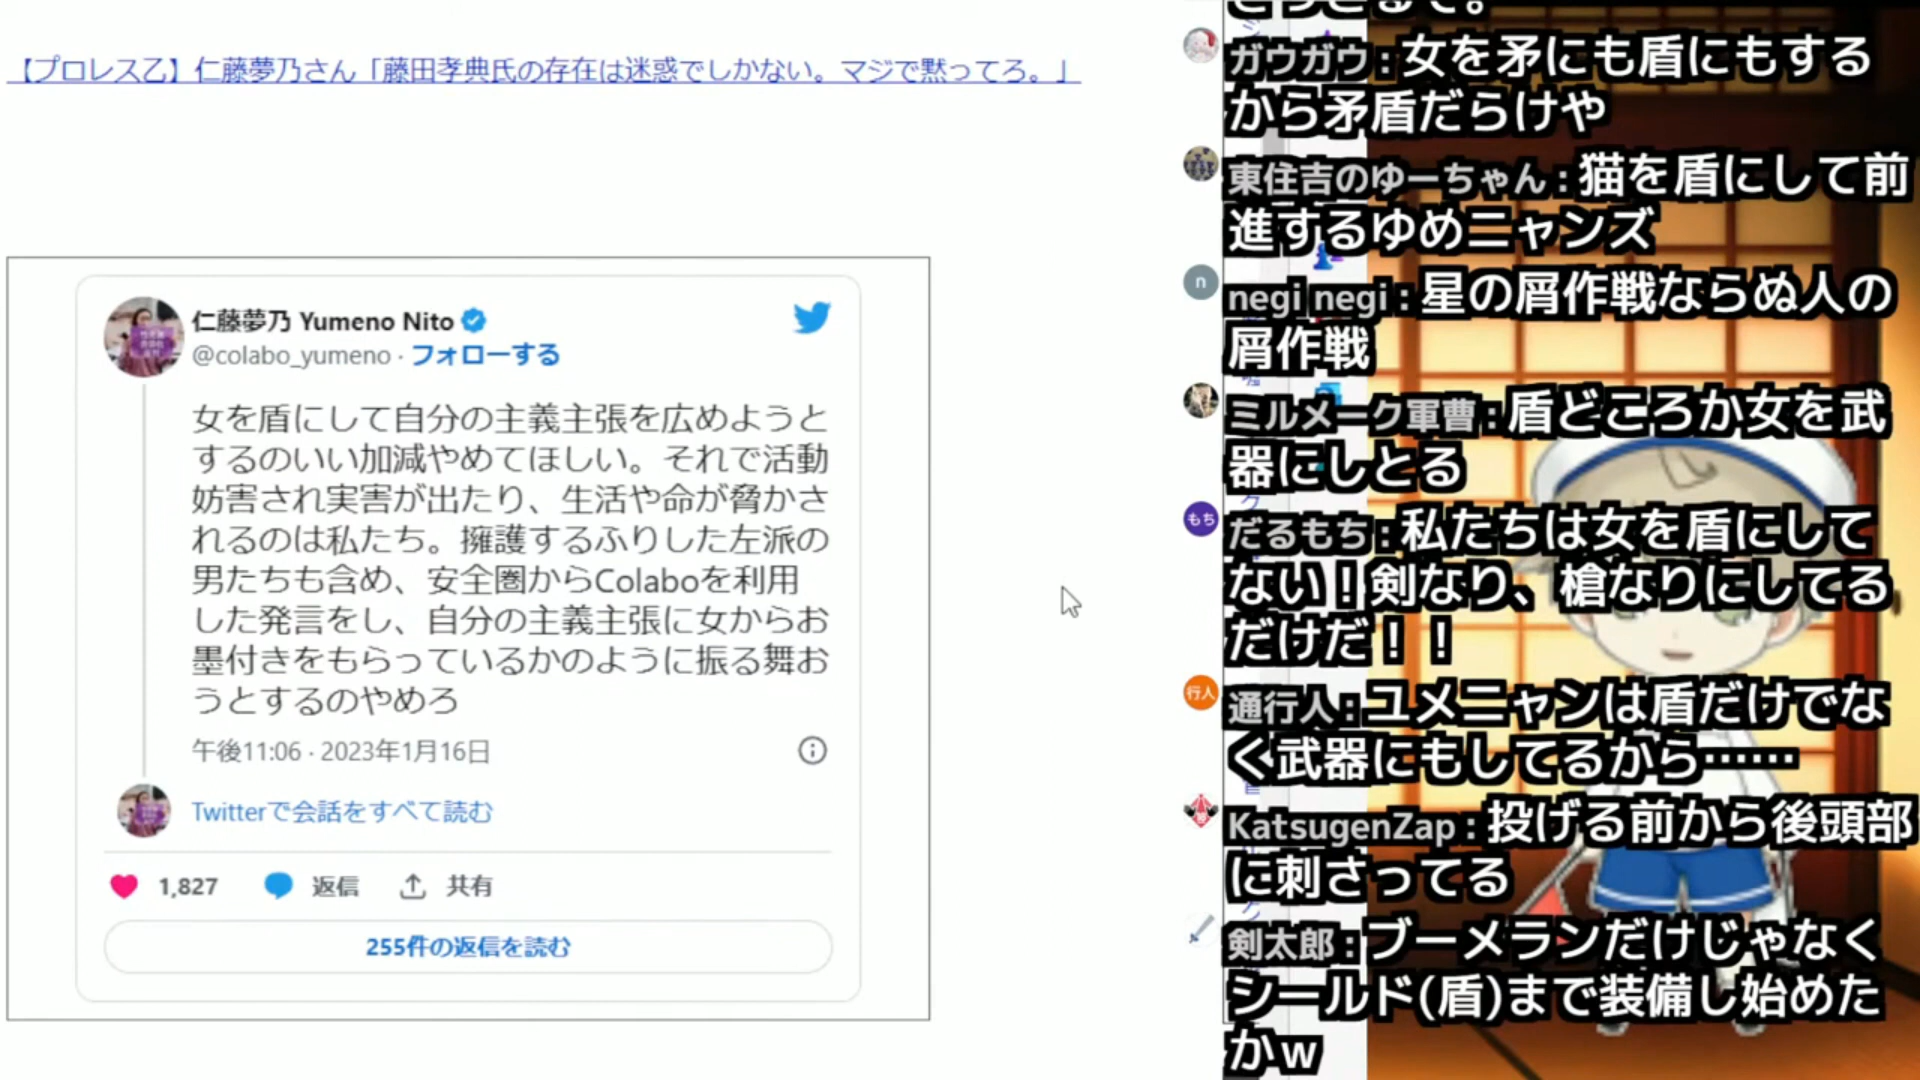 【プロレス乙】仁藤夢乃さん「藤田孝典氏の存在は迷惑でしかない。マジで黙ってろ。」
仁藤夢乃 Yumeno Nito
@colabo_yumeno · フォローする
女を盾にして自分の主義主張を広めようと
するのいい加減やめてほしい。それで活動
妨害され実害が出たり、生活や命が脅かさ
れるのは私たち。擁護するふりした左派の
男たちも含め、安全圏からColaboを利用
した発言をし、自分の主義主張に女からお
墨付きをもらっているかのように振る舞お
うとするのやめろ
午後11:06 · 2023年1月16日
Twitterで会話をすべて読む
1,827 返信 共有
255件の返信を読む
ガウガウ : 女を矛にも盾にもする
から矛盾だらけや
東住吉のゆーちゃん : 猫を盾にして前
進するゆめニャンズ
n
negi negi : 星の屑作戦ならぬ人の
屑作戦
ミルメーク軍曹 : 盾どころか女を武
器にしとる
もち
だるもち : 私たちは女を盾にして
ない！剣なり、槍なりにしてる
だけだ！！
行人
通行人 : ユメニャンは盾だけでな
く武器にもしてるから……
KatsugenZap : 投げる前から後頭部
に刺さってる
剣太郎 : ブーメランだけじゃなく
シールド(盾)まで装備し始めた
かw